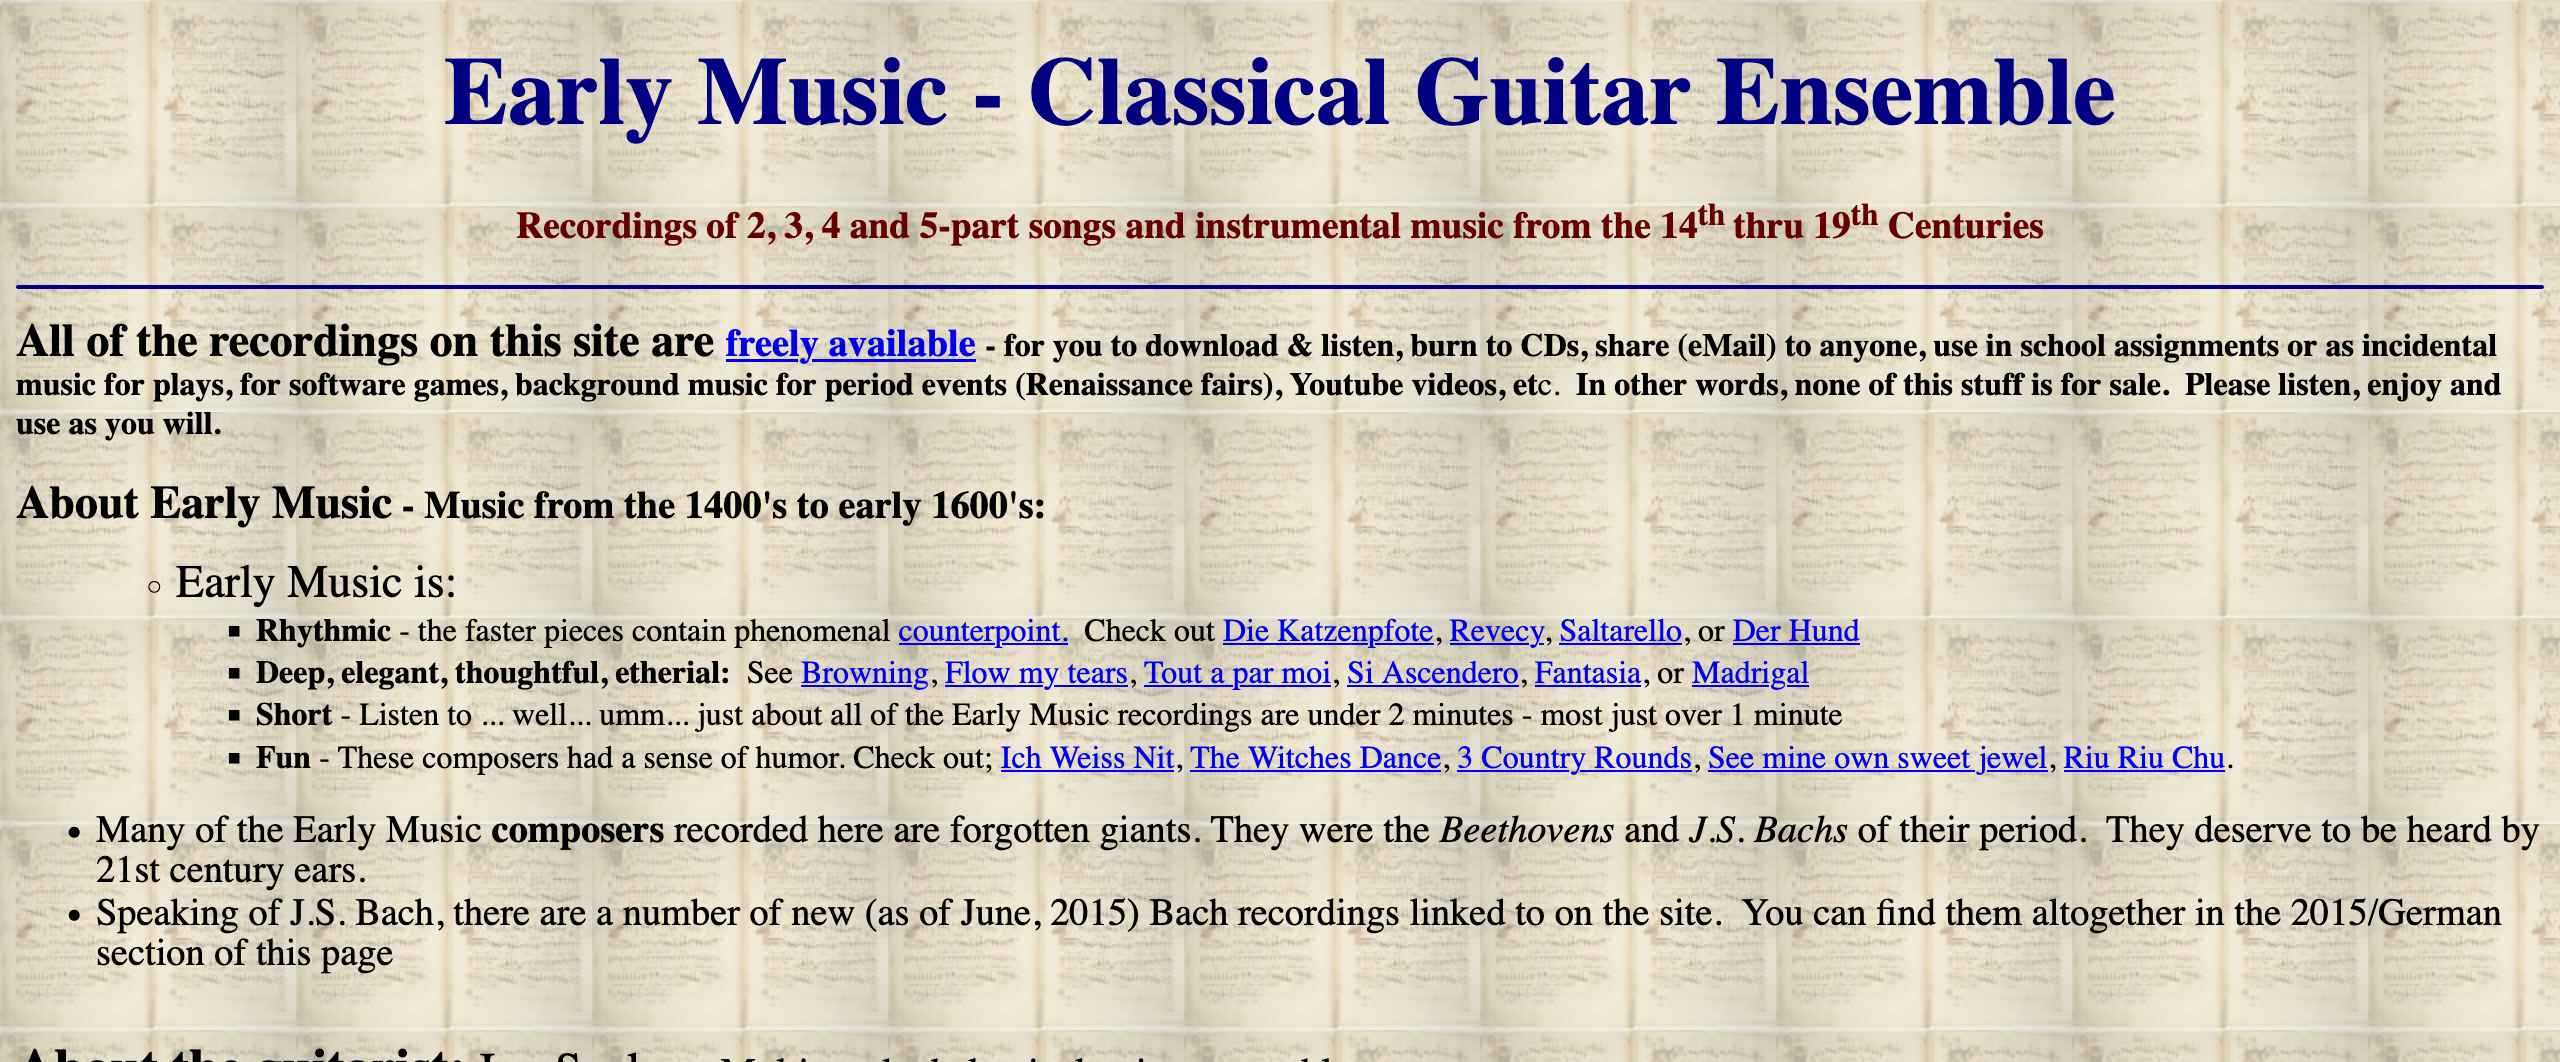 Early Music - Classical Guitar Ensemble
Recordings of 2, 3, 4 and 5-part songs and instrumental music from the 14th thru 19th Centuries
All of the recordings on this site are freely available - for you to download & listen, burn to CDs, share (eMail) to anyone, use in school assignments or as incidental
music for plays, for software games, background music for period events (Renaissance fairs), Youtube videos, etc.  In other words, none of this stuff is for sale.  Please listen, enjoy and
use as you will.
About Early Music - Music from the 1400's to early 1600's:
Early Music is:
Rhythmic - the faster pieces contain phenomenal counterpoint.  Check out Die Katzenpfote, Revecy, Saltarello, or Der Hund
Deep, elegant, thoughtful, etherial:  See Browning, Flow my tears, Tout a par moi, Si Ascendero, Fantasia, or Madrigal
Short - Listen to ... well... umm... just about all of the Early Music recordings are under 2 minutes - most just over 1 minute
Fun - These composers had a sense of humor. Check out; Ich Weiss Nit, The Witches Dance, 3 Country Rounds, See mine own sweet jewel, Riu Riu Chu.
Many of the Early Music composers recorded here are forgotten giants. They were the Beethovens and J.S. Bachs of their period.  They deserve to be heard by
21st century ears.
Speaking of J.S. Bach, there are a number of new (as of June, 2015) Bach recordings linked to on the site.  You can find them altogether in the 2015/German
section of this page
About the guitarist: